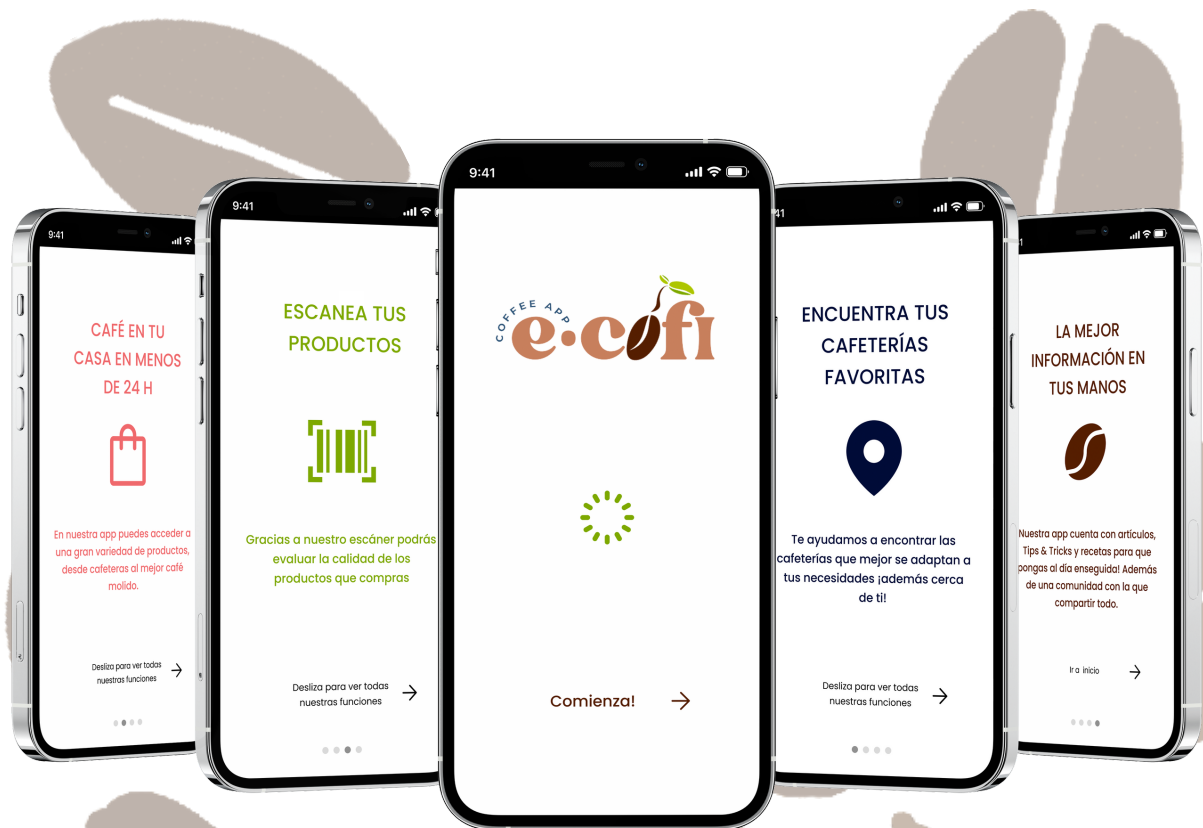 9:41
CAFÉ EN TU
CASA EN MENOS
DE 24 H
En nuestra app puedes acceder a
una gran variedad de productos,
desde cafeteras al mejor café
molido.
Desliza para ver todas
nuestras funciones
9:41
ESCANEA TUS
PRODUCTOS
Gracias a nuestro escáner podrás
evaluar la calidad de los
productos que compras
Desliza para ver todas
nuestras funciones
9:41
COFFEE APP
e·cofi
Comienza!
41
ENCUENTRA TUS
CAFETERÍAS
FAVORITAS
Te ayudamos a encontrar las
cafeterías que mejor se adaptan a
tus necesidades ¡además cerca
de ti!
Desliza para ver todas
nuestras funciones
1
LA MEJOR
INFORMACIÓN EN
TUS MANOS
Nuestra app cuenta con artículos,
Tips & Tricks y recetas para que
pongas al día enseguida! Además
de una comunidad con la que
compartir todo.
Ir a inicio